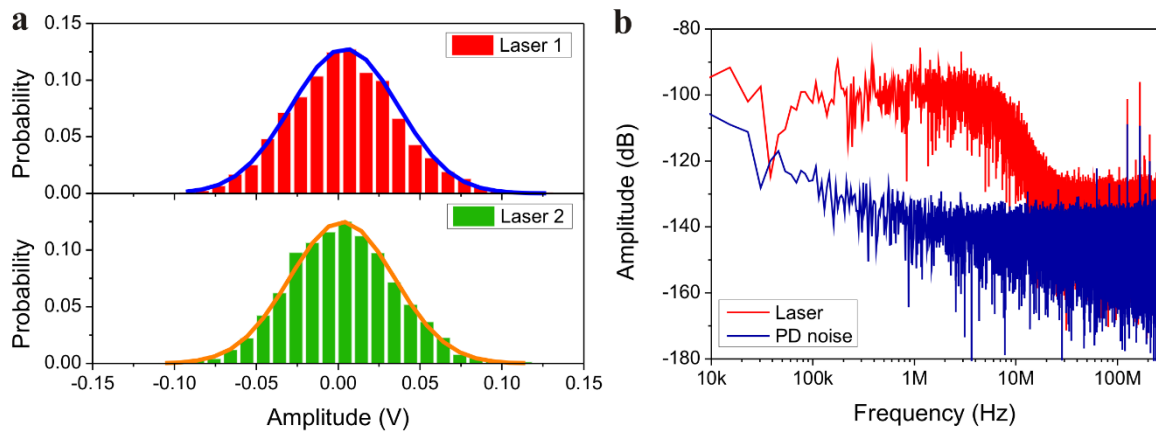 a
0.15
0.10
0.05
0.00
Probability
Laser 1
0.10
0.05
0.00
Probability
Laser 2
-0.15 -0.10 -0.05 0.00 0.05 0.10 0.15
Amplitude (V)
b
-80
-100
-120
-140
-160
-180
Amplitude (dB)
Laser
PD noise
10k 100k 1M 10M 100M
Frequency (Hz)